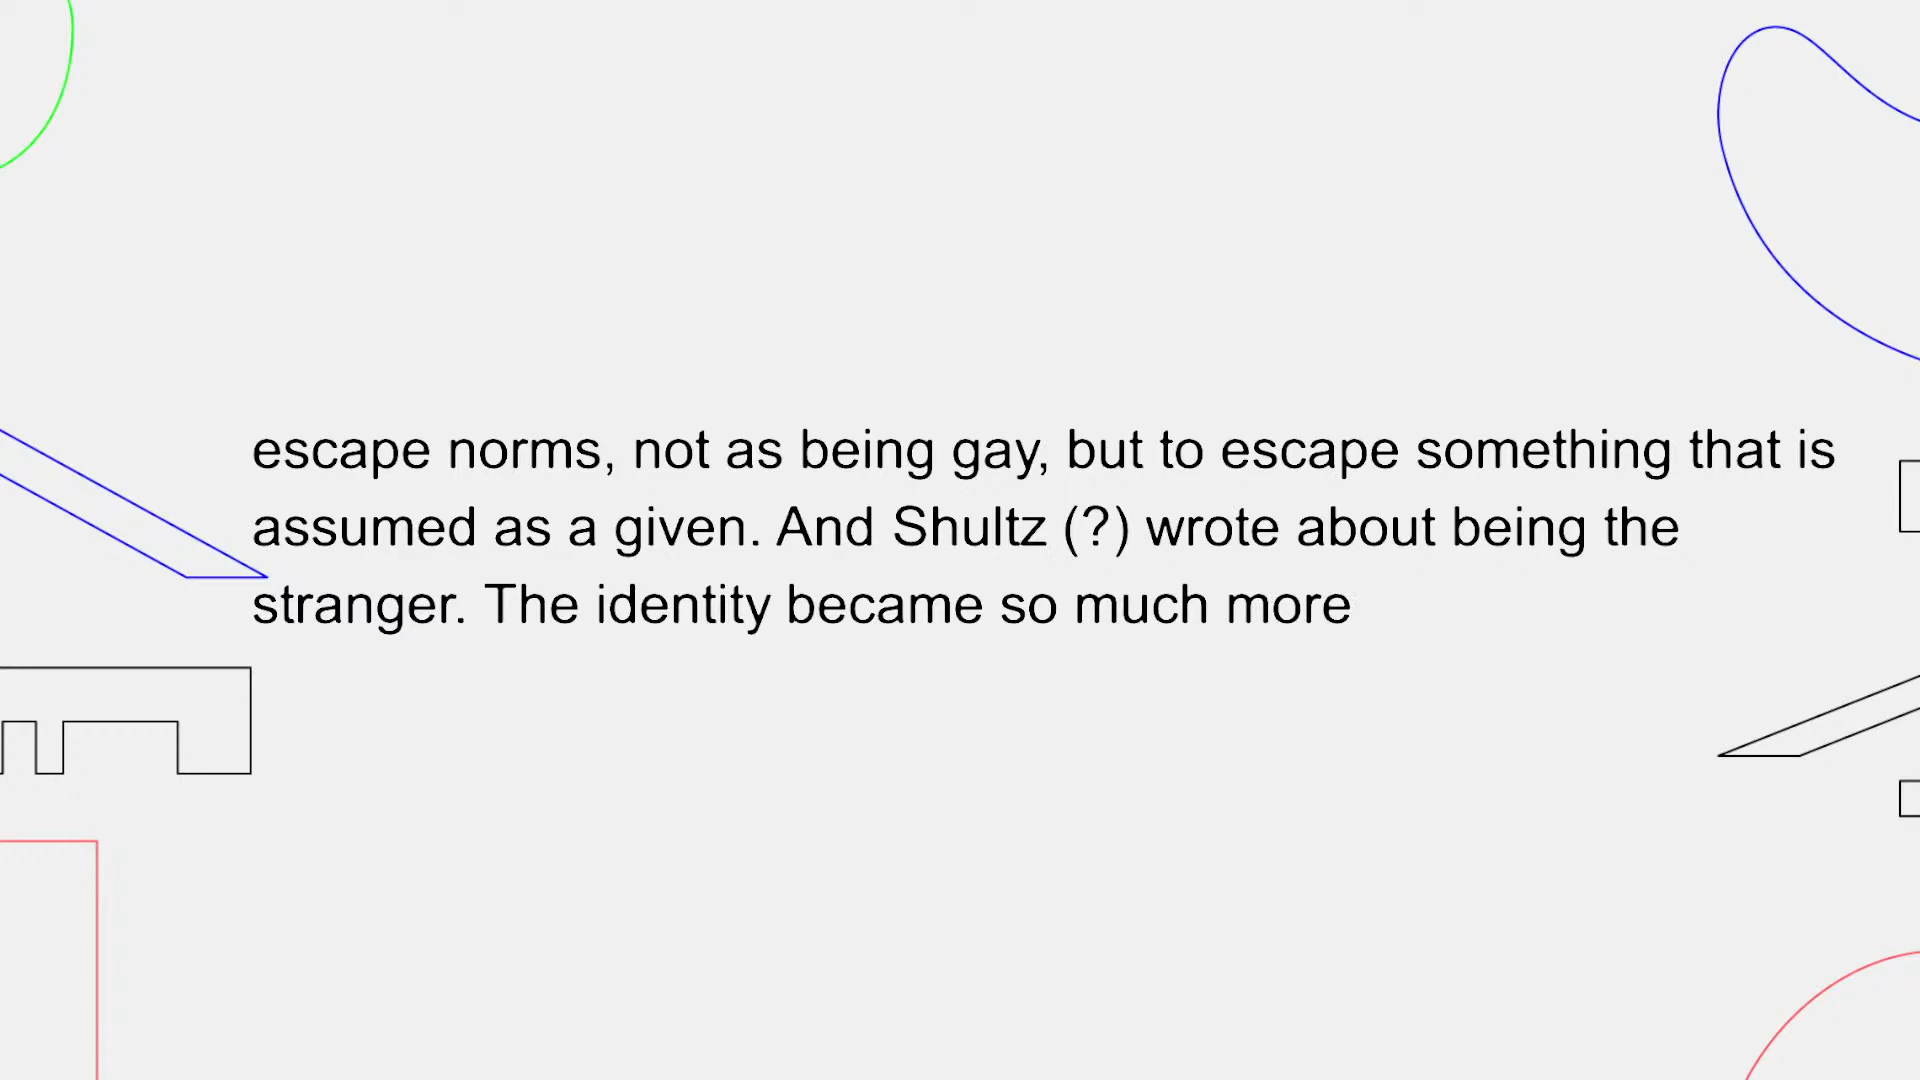 escape norms, not as being gay, but to escape something that is
assumed as a given. And Shultz (?) wrote about being the
stranger. The identity became so much more